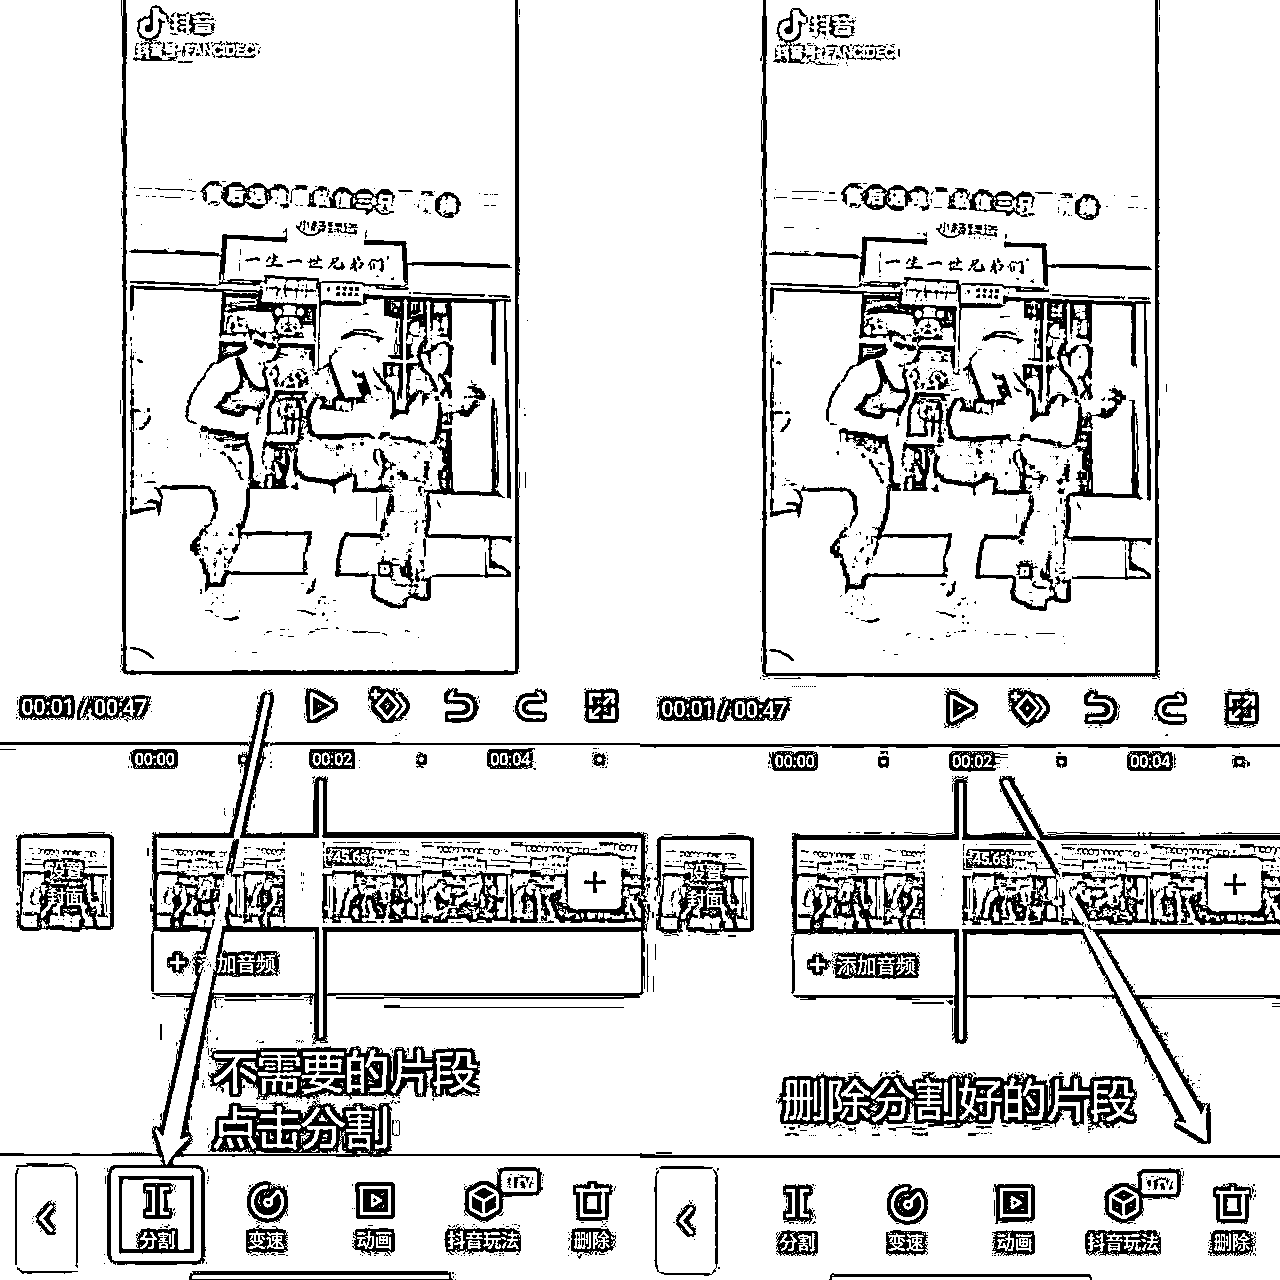 抖音
抖音号:FANCIDEC
一生一世兄弟们
00:01 / 00:47
00:00 00:02 00:04
45.6s
设置
封面
添加音频
不需要的片段
点击分割
分割 变速 动画 抖音玩法 删除
抖音
抖音号:FANCIDEC
一生一世兄弟们
00:01 / 00:47
00:00 00:02 00:04
45.6s
设置
封面
添加音频
删除分割好的片段
分割 变速 动画 抖音玩法 删除